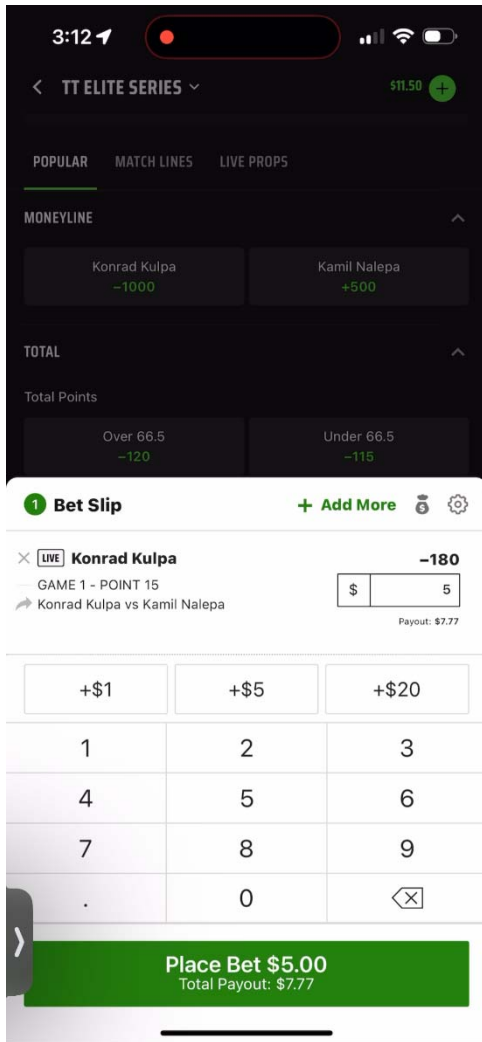 3:12
TT ELITE SERIES
$11.50 +
POPULAR MATCH LINES LIVE PROPS
MONEYLINE
Konrad Kulpa Kamil Nalepa
−1000 +500
TOTAL
Total Points
Over 66.5 Under 66.5
−120 −115
1 Bet Slip + Add More
LIVE Konrad Kulpa −180
GAME 1 - POINT 15 $ 5
Konrad Kulpa vs Kamil Nalepa
Payout: $7.77
+$1 +$5 +$20
1 2 3
4 5 6
7 8 9
. 0
Place Bet $5.00
Total Payout: $7.77